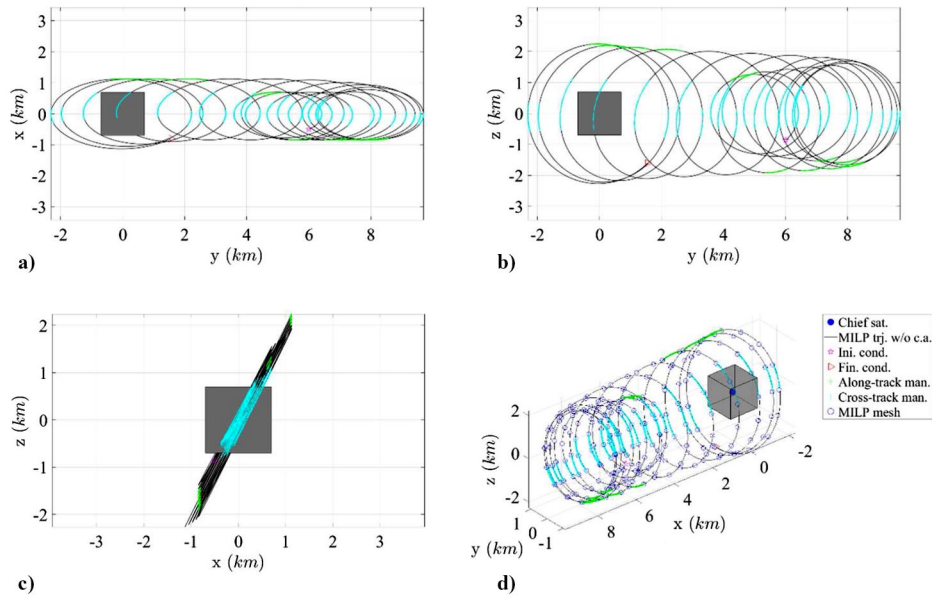 3
2
1
0
-1
-2
-3
x (km)
-2 0 2 4 6 8
y (km)
a)
3
2
1
0
-1
-2
-3
z (km)
-2 0 2 4 6 8
y (km)
b)
2
1
0
-1
-2
z (km)
-3 -2 -1 0 1 2 3
x (km)
c)
2
0
-2
z (km)
1
0
-1
y (km)
8 6 4 2 0 -2
x (km)
d)
Chief sat.
MILP trj. w/o c.a.
Ini. cond.
Fin. cond.
Along-track man.
Cross-track man.
MILP mesh